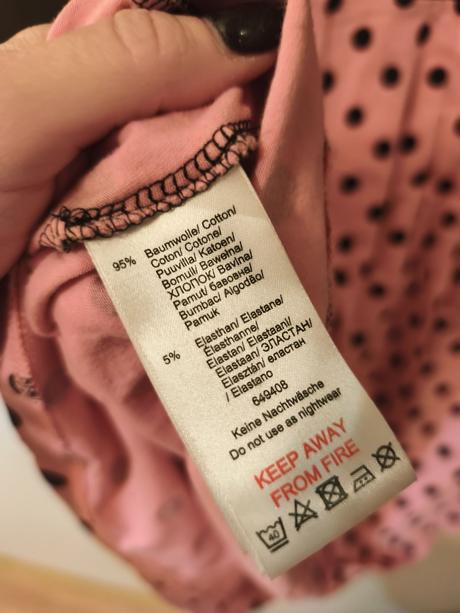 95% Baumwolle/ Cotton/
Coton/ Cotone/
Puuvilla/ Katoen/
Bomull/ Bawełna/
ХЛОПОК/ Bavlna/
Pamut/ бавовна/
Bumbac/ Algodão/
Pamuk
5% Elasthan/ Elastane/
Élasthanne/
Elastan/ Elastaani/
Elastaan/ ЭЛАСТАН/
Elasztán/ еластан
/ Elastano
649408
Keine Nachtwäsche
Do not use as nightwear
KEEP AWAY
FROM FIRE
40